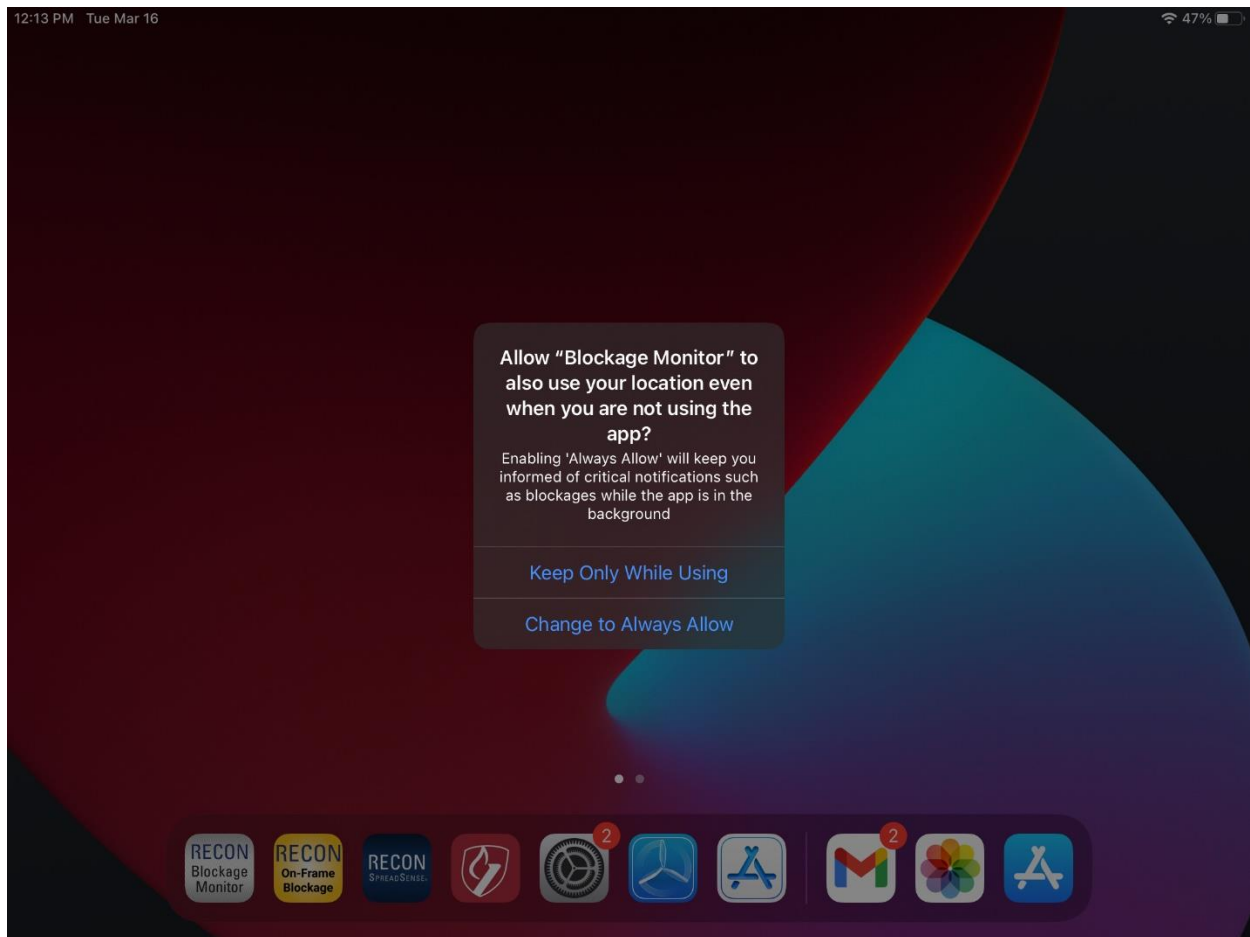 12:13 PM Tue Mar 16
47%
Allow “Blockage Monitor” to
also use your location even
when you are not using the
app?
Enabling 'Always Allow' will keep you
informed of critical notifications such
as blockages while the app is in the
background
Keep Only While Using
Change to Always Allow
RECON
Blockage
Monitor
RECON
On-Frame
Blockage
RECON
SPREADSENSE.
2
2